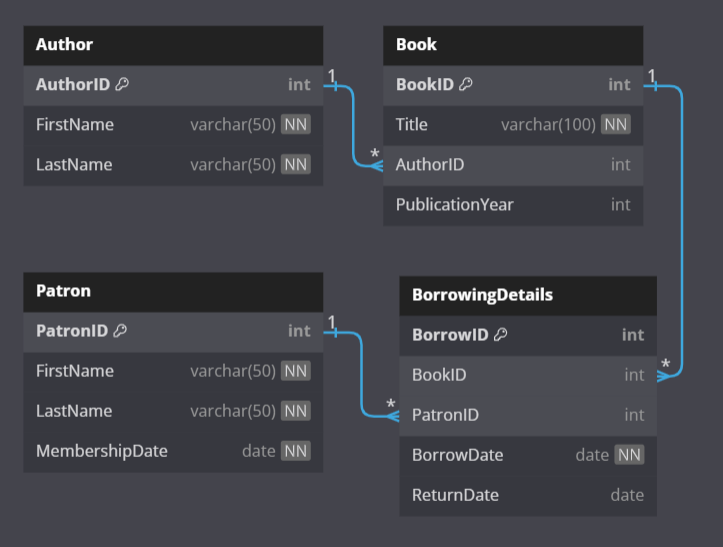 Author
AuthorID int
FirstName varchar(50) NN
LastName varchar(50) NN
1
*
Book
BookID int
Title varchar(100) NN
AuthorID int
PublicationYear int
1
*
Patron
PatronID int
FirstName varchar(50) NN
LastName varchar(50) NN
MembershipDate date NN
1
*
BorrowingDetails
BorrowID int
BookID int
PatronID int
BorrowDate date NN
ReturnDate date